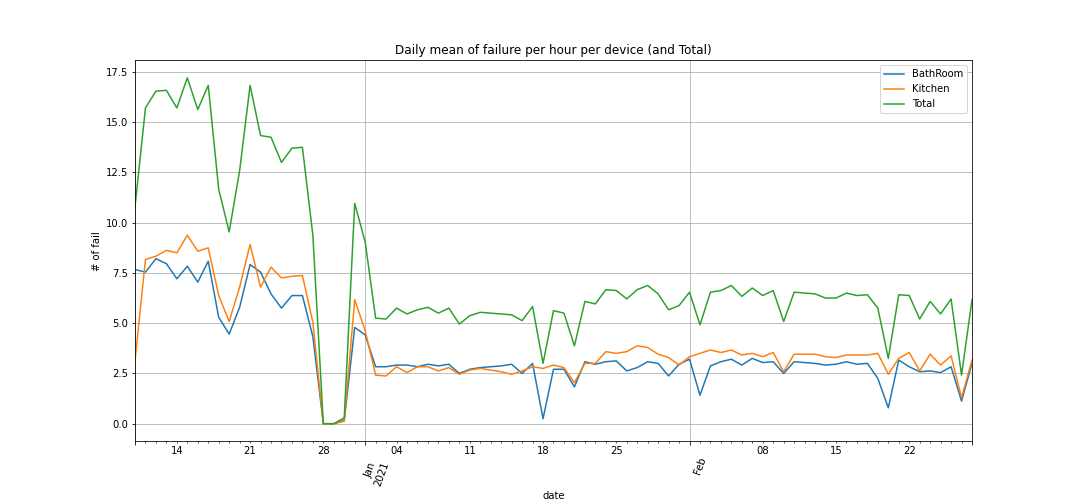 Daily mean of failure per hour per device (and Total)
BathRoom
Kitchen
Total
# of fail
17.5
15.0
12.5
10.0
7.5
5.0
2.5
0.0
14 21 28 04 11 18 25 08 15 22
Jan
2021
Feb
date